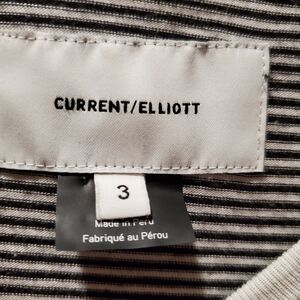 CURRENT/ELLIOTT
3
Made in Peru
Fabriqué au Pérou